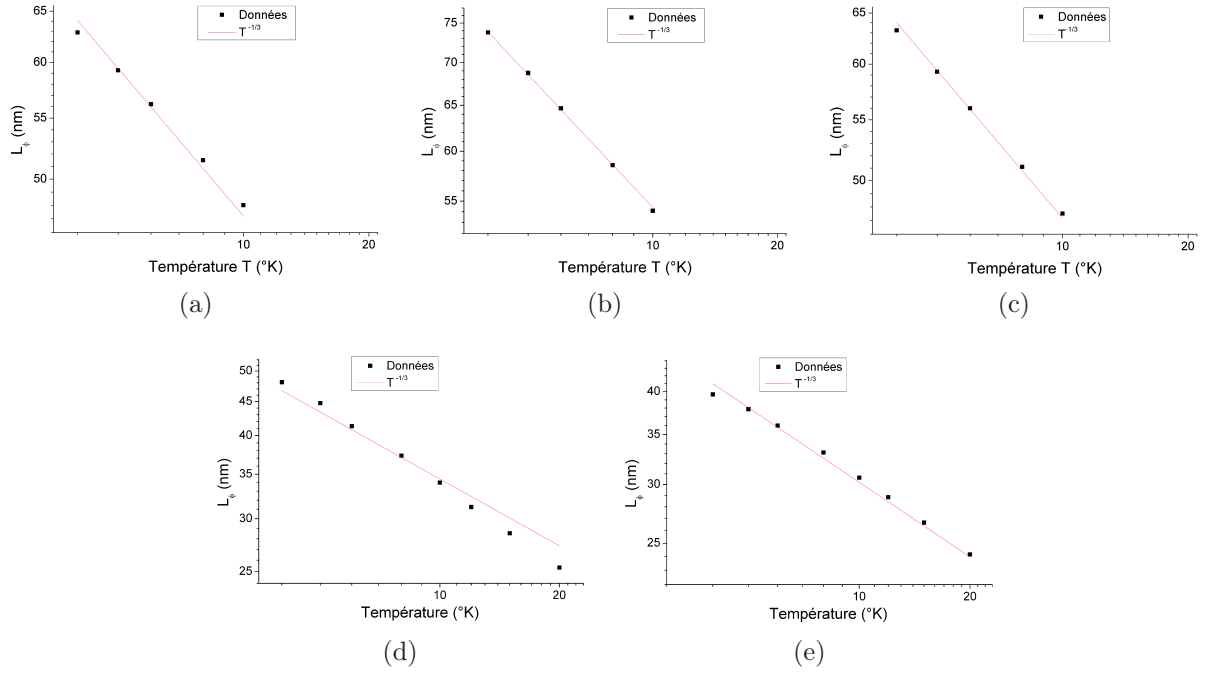 65
60
55
50
L_ϕ (nm)
Données
T^-1/3
10
20
Température T (°K)
(a)
75
70
65
60
55
L_ϕ (nm)
Données
T^-1/3
10
20
Température T (°K)
(b)
65
60
55
50
L_ϕ (nm)
Données
T^-1/3
10
20
Température T (°K)
(c)
50
45
40
35
30
25
L_ϕ (nm)
Données
T^-1/3
10
20
Température (°K)
(d)
40
35
30
25
L_ϕ (nm)
Données
T^-1/3
10
20
Température (°K)
(e)